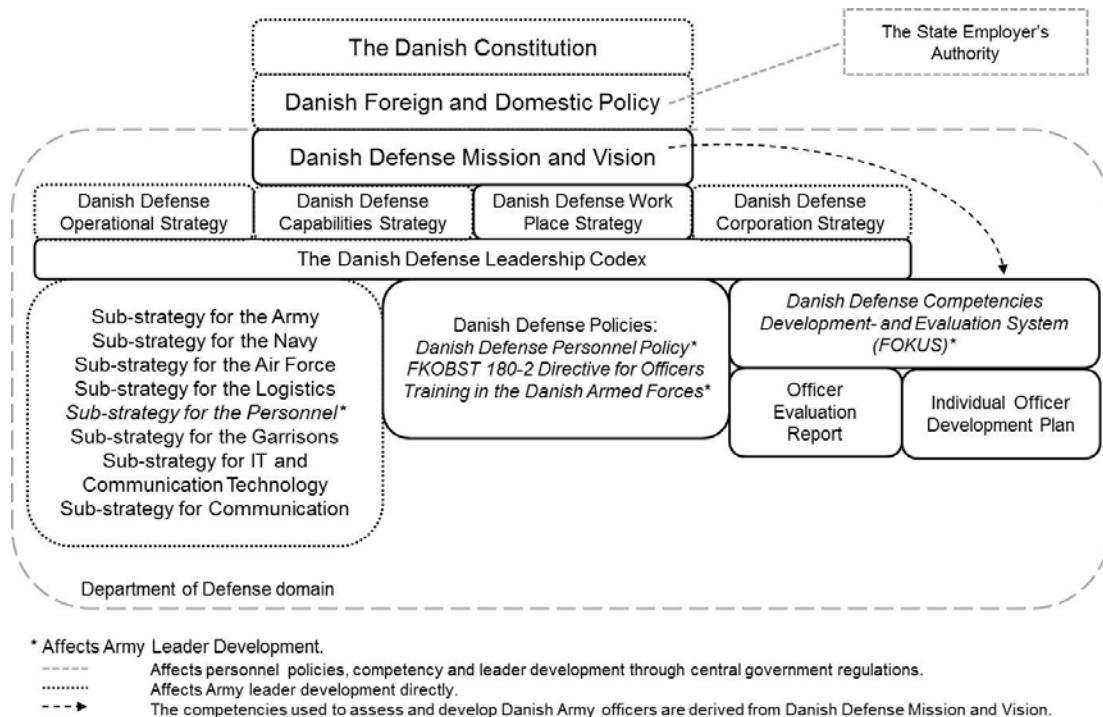 The Danish Constitution
The State Employer's
Authority
Danish Foreign and Domestic Policy
Danish Defense Mission and Vision
Danish Defense
Operational Strategy
Danish Defense
Capabilities Strategy
Danish Defense Work
Place Strategy
Danish Defense
Corporation Strategy
The Danish Defense Leadership Codex
Sub-strategy for the Army
Sub-strategy for the Navy
Sub-strategy for the Air Force
Sub-strategy for the Logistics
Sub-strategy for the Personnel*
Sub-strategy for the Garrisons
Sub-strategy for IT and
Communication Technology
Sub-strategy for Communication
Danish Defense Policies:
Danish Defense Personnel Policy*
FKOBST 180-2 Directive for Officers
Training in the Danish Armed Forces*
Danish Defense Competencies
Development- and Evaluation System
(FOKUS)*
Officer
Evaluation
Report
Individual Officer
Development Plan
Department of Defense domain
* Affects Army Leader Development.
Affects personnel policies, competency and leader development through central government regulations.
Affects Army leader development directly.
The competencies used to assess and develop Danish Army officers are derived from Danish Defense Mission and Vision.